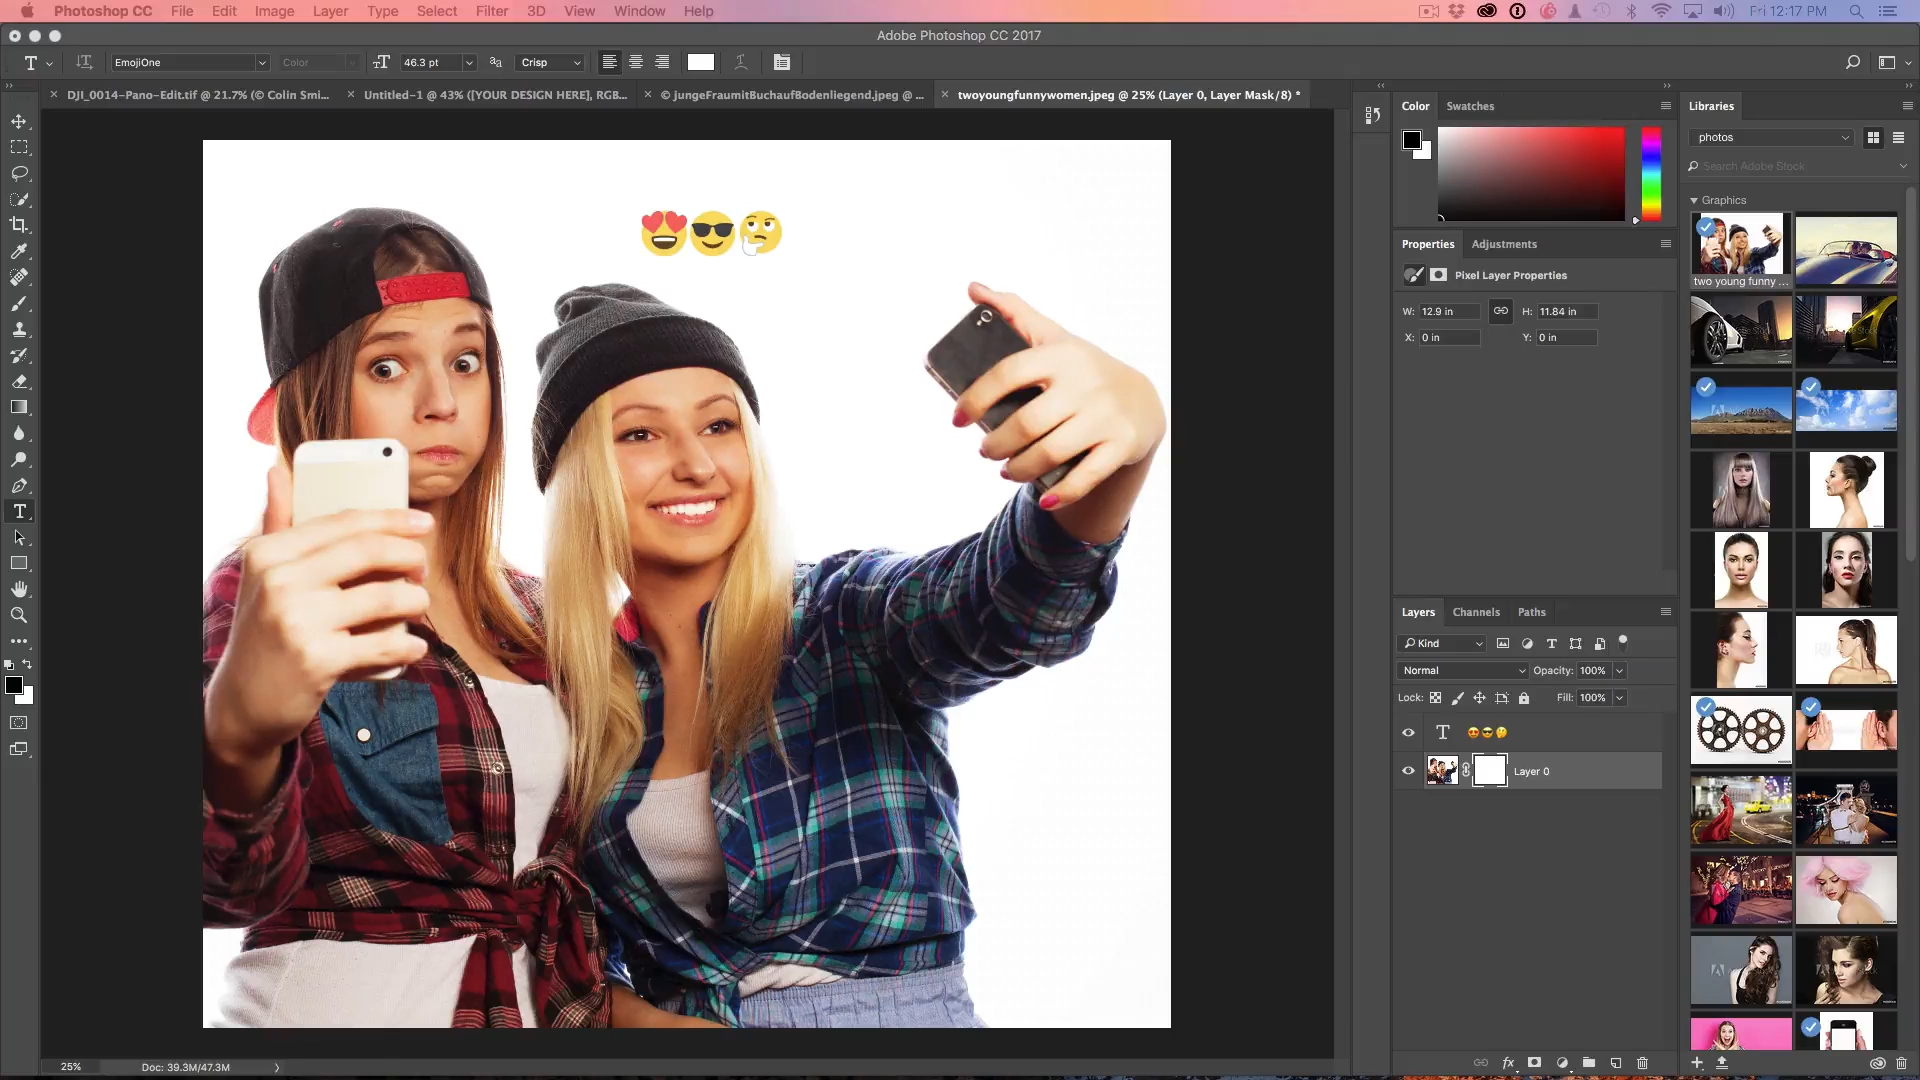 Photoshop CC File Edit Image Layer Type Select Filter 3D View Window Help Fri 12:17 PM
Adobe Photoshop CC 2017
T EmojiOne Color 46.3 pt Crisp
DJI_0014-Pano-Edit.tif @ 21.7% (© Colin Smi... Untitled-1 @ 43% ([YOUR DESIGN HERE], RGB... © jungeFraumitBuchaufBodenliegend.jpeg @ ... twoyoungfunnywomen.jpeg @ 25% (Layer 0, Layer Mask/8) *
Color Swatches
Libraries
photos
Search Adobe Stock
Graphics
two young funny ...
Properties Adjustments
Pixel Layer Properties
W: 12.9 in H: 11.84 in
X: 0 in Y: 0 in
Layers Channels Paths
Kind
Normal Opacity: 100%
Lock: Fill: 100%
T 😍😎🤔
Layer 0
25% Doc: 39.3M/47.3M
fx